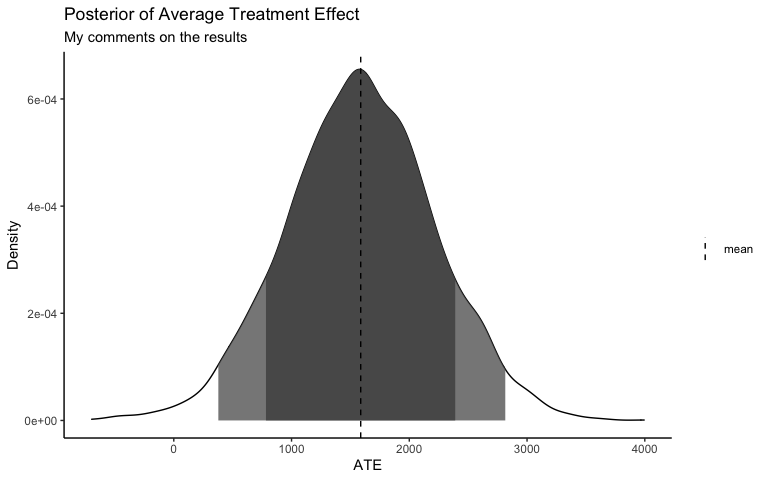 Posterior of Average Treatment Effect
My comments on the results
Density
6e-04
4e-04
2e-04
0e+00
0
1000
2000
3000
4000
ATE
mean